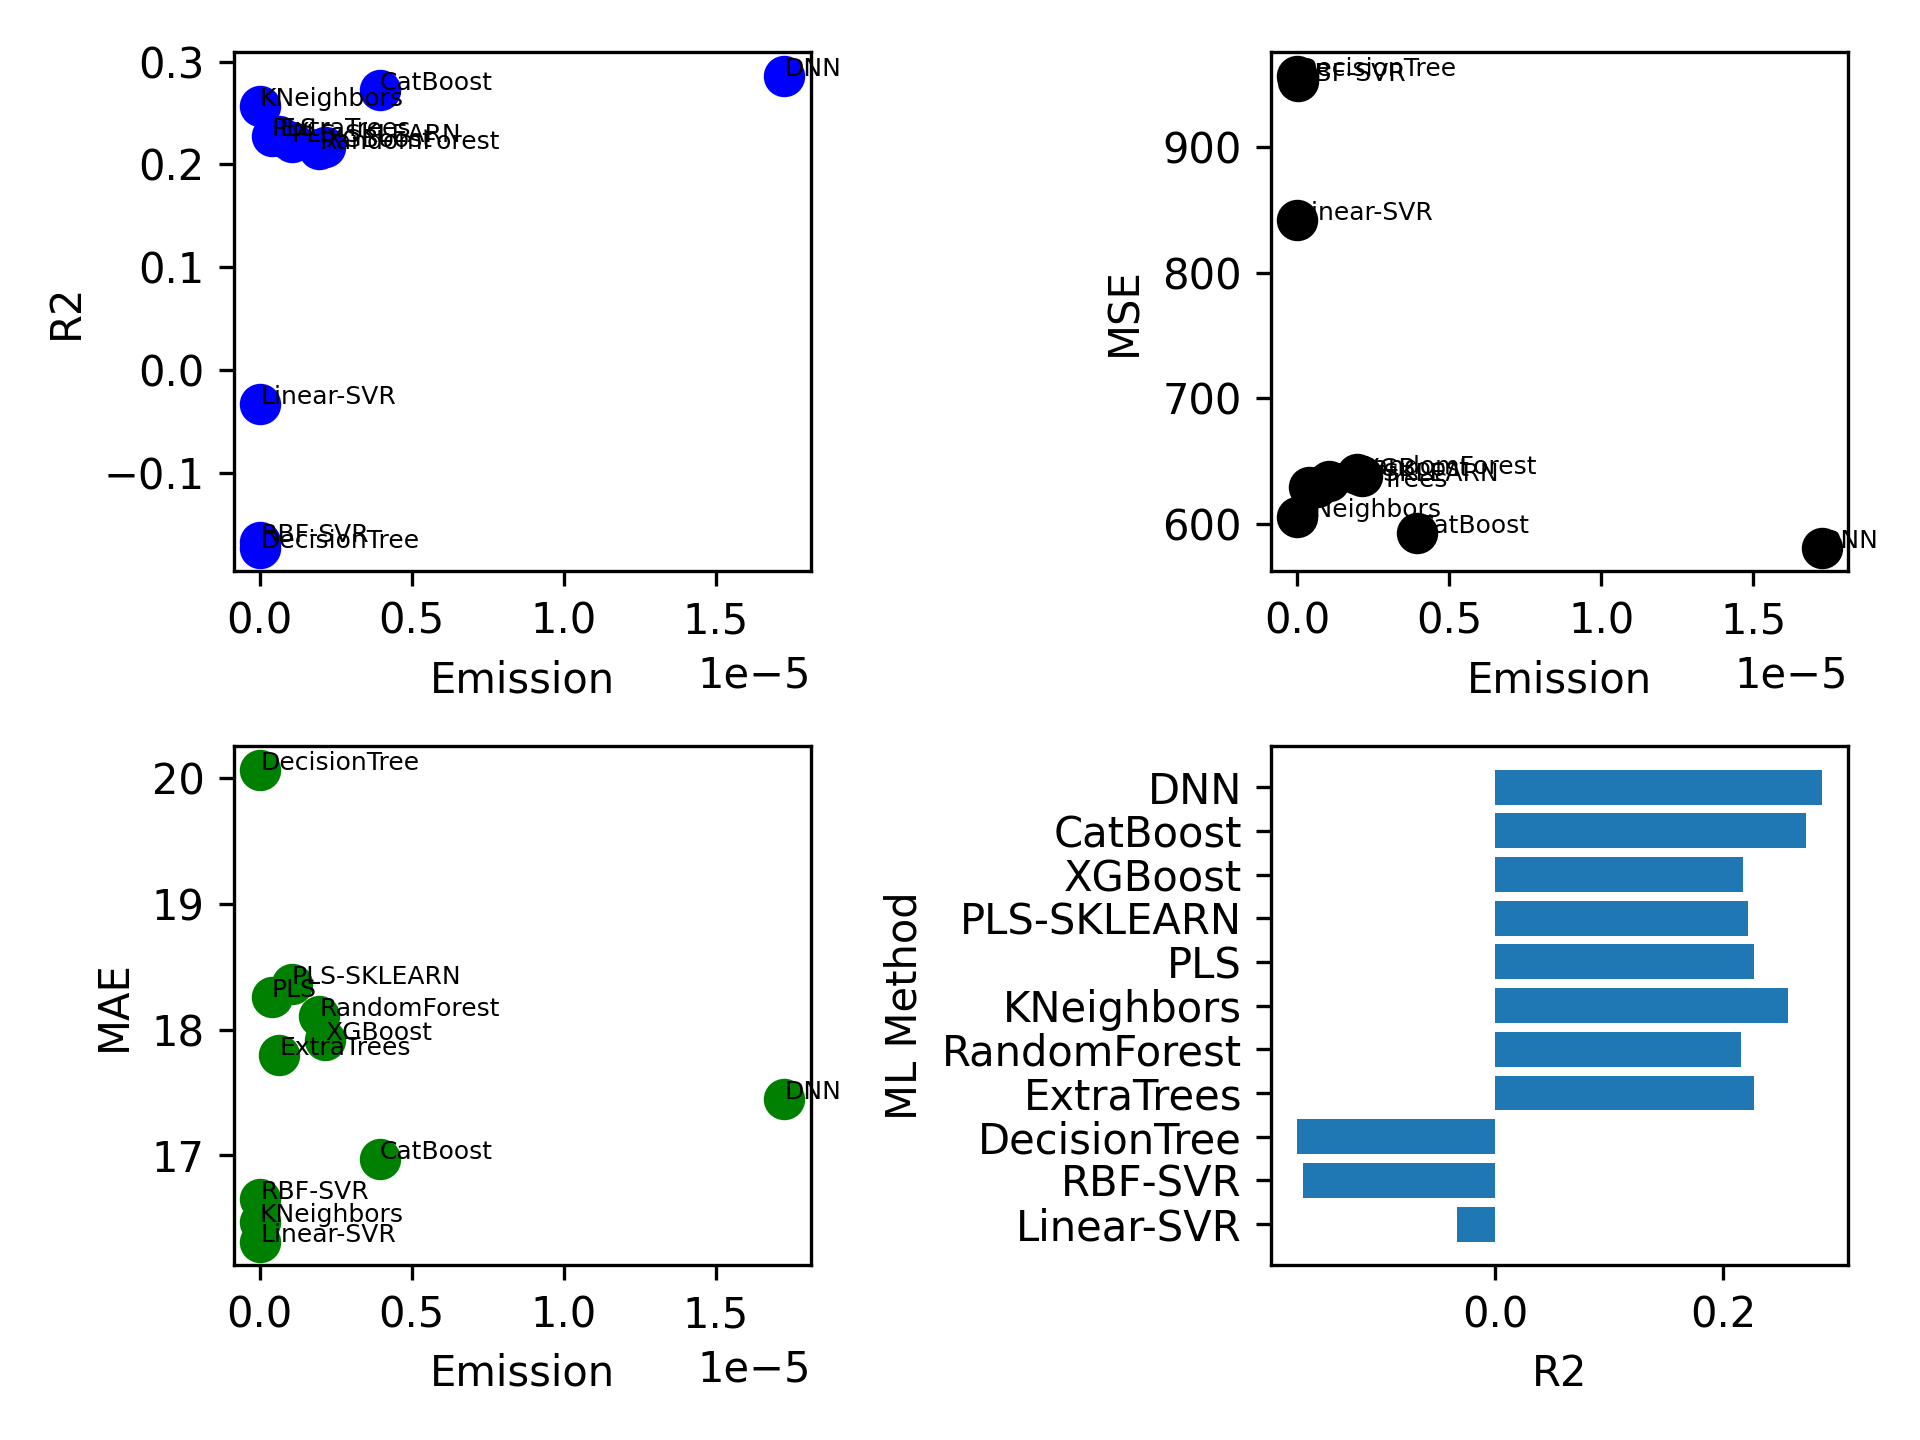 0.3
0.2
0.1
0.0
−0.1
R2
DNN
CatBoost
KNeighbors
PLS
ExtraTrees
PLS-SKLEARN
XGBoost
RandomForest
Linear-SVR
RBF-SVR
DecisionTree
0.0 0.5 1.0 1.5
1e−5
Emission
900
800
700
600
MSE
DecisionTree
RBF-SVR
Linear-SVR
RandomForest
KNeighbors
CatBoost
DNN
0.0 0.5 1.0 1.5
1e−5
Emission
20
19
18
17
MAE
DecisionTree
PLS-SKLEARN
PLS
RandomForest
XGBoost
ExtraTrees
DNN
CatBoost
RBF-SVR
KNeighbors
Linear-SVR
0.0 0.5 1.0 1.5
1e−5
Emission
ML Method
DNN
CatBoost
XGBoost
PLS-SKLEARN
PLS
KNeighbors
RandomForest
ExtraTrees
DecisionTree
RBF-SVR
Linear-SVR
0.0 0.2
R2